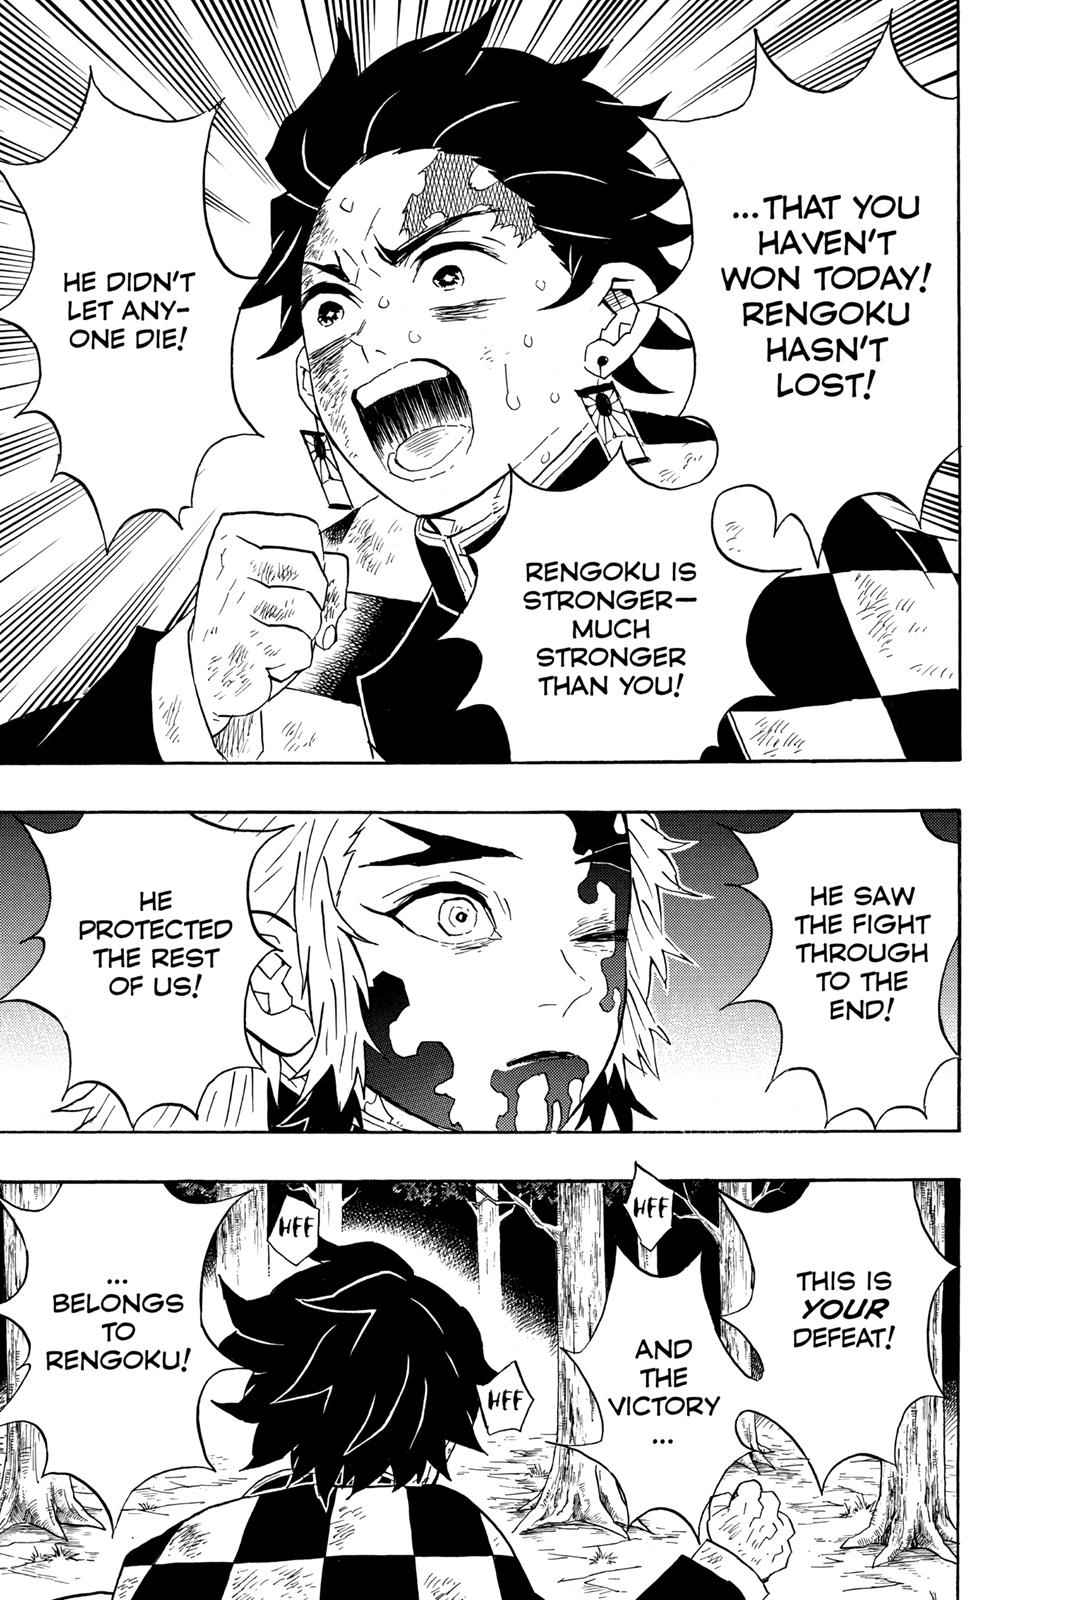 ...THAT YOU
HAVEN'T
WON TODAY!
RENGOKU
HASN'T
LOST!
RENGOKU IS
STRONGER—
MUCH
STRONGER
THAN YOU!
HE DIDN'T
LET ANY-
ONE DIE!
HE SAW
THE FIGHT
THROUGH
TO THE
END!
HE
PROTECTED
THE REST
OF US!
THIS IS
YOUR
DEFEAT!
HFF
AND
THE
VICTORY
...
HFF
HFF
...
BELONGS
TO
RENGOKU!